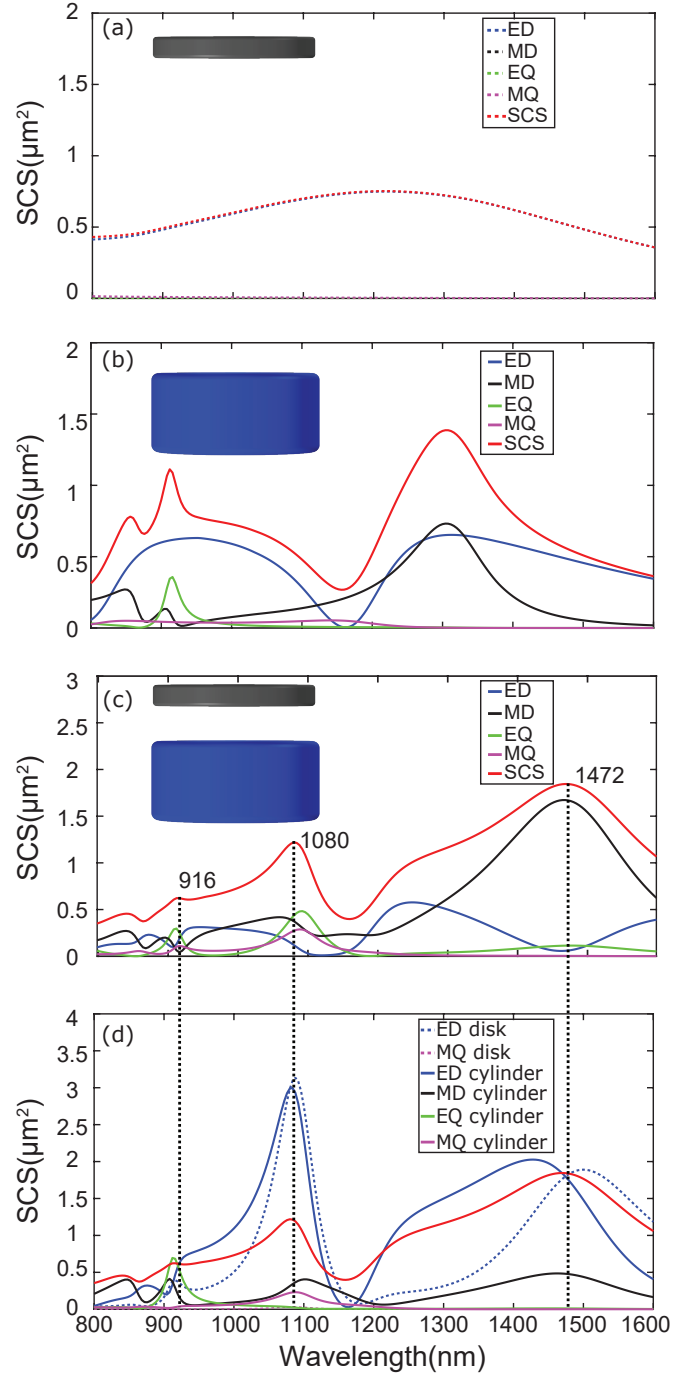 (a)
ED
MD
EQ
MQ
SCS
SCS(μm²)
2
1.5
1
0.5
0
(b)
ED
MD
EQ
MQ
SCS
SCS(μm²)
2
1.5
1
0.5
0
(c)
ED
MD
EQ
MQ
SCS
SCS(μm²)
3
2.5
2
1.5
1
0.5
0
916
1080
1472
(d)
ED disk
MQ disk
ED cylinder
MD cylinder
EQ cylinder
MQ cylinder
SCS(μm²)
4
3.5
3
2.5
2
1.5
1
0.5
0
800 900 1000 1100 1200 1300 1400 1500 1600
Wavelength(nm)